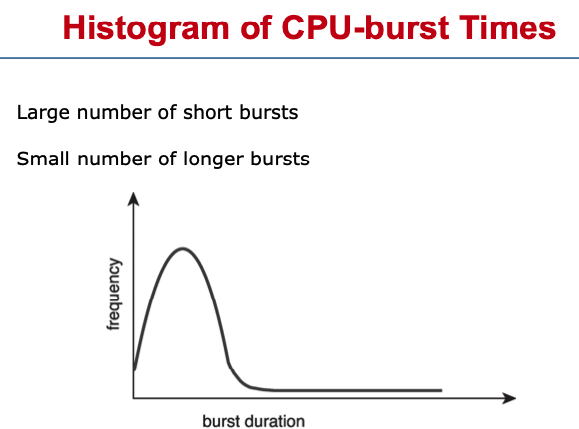 Histogram of CPU-burst Times
Large number of short bursts
Small number of longer bursts
frequency
burst duration